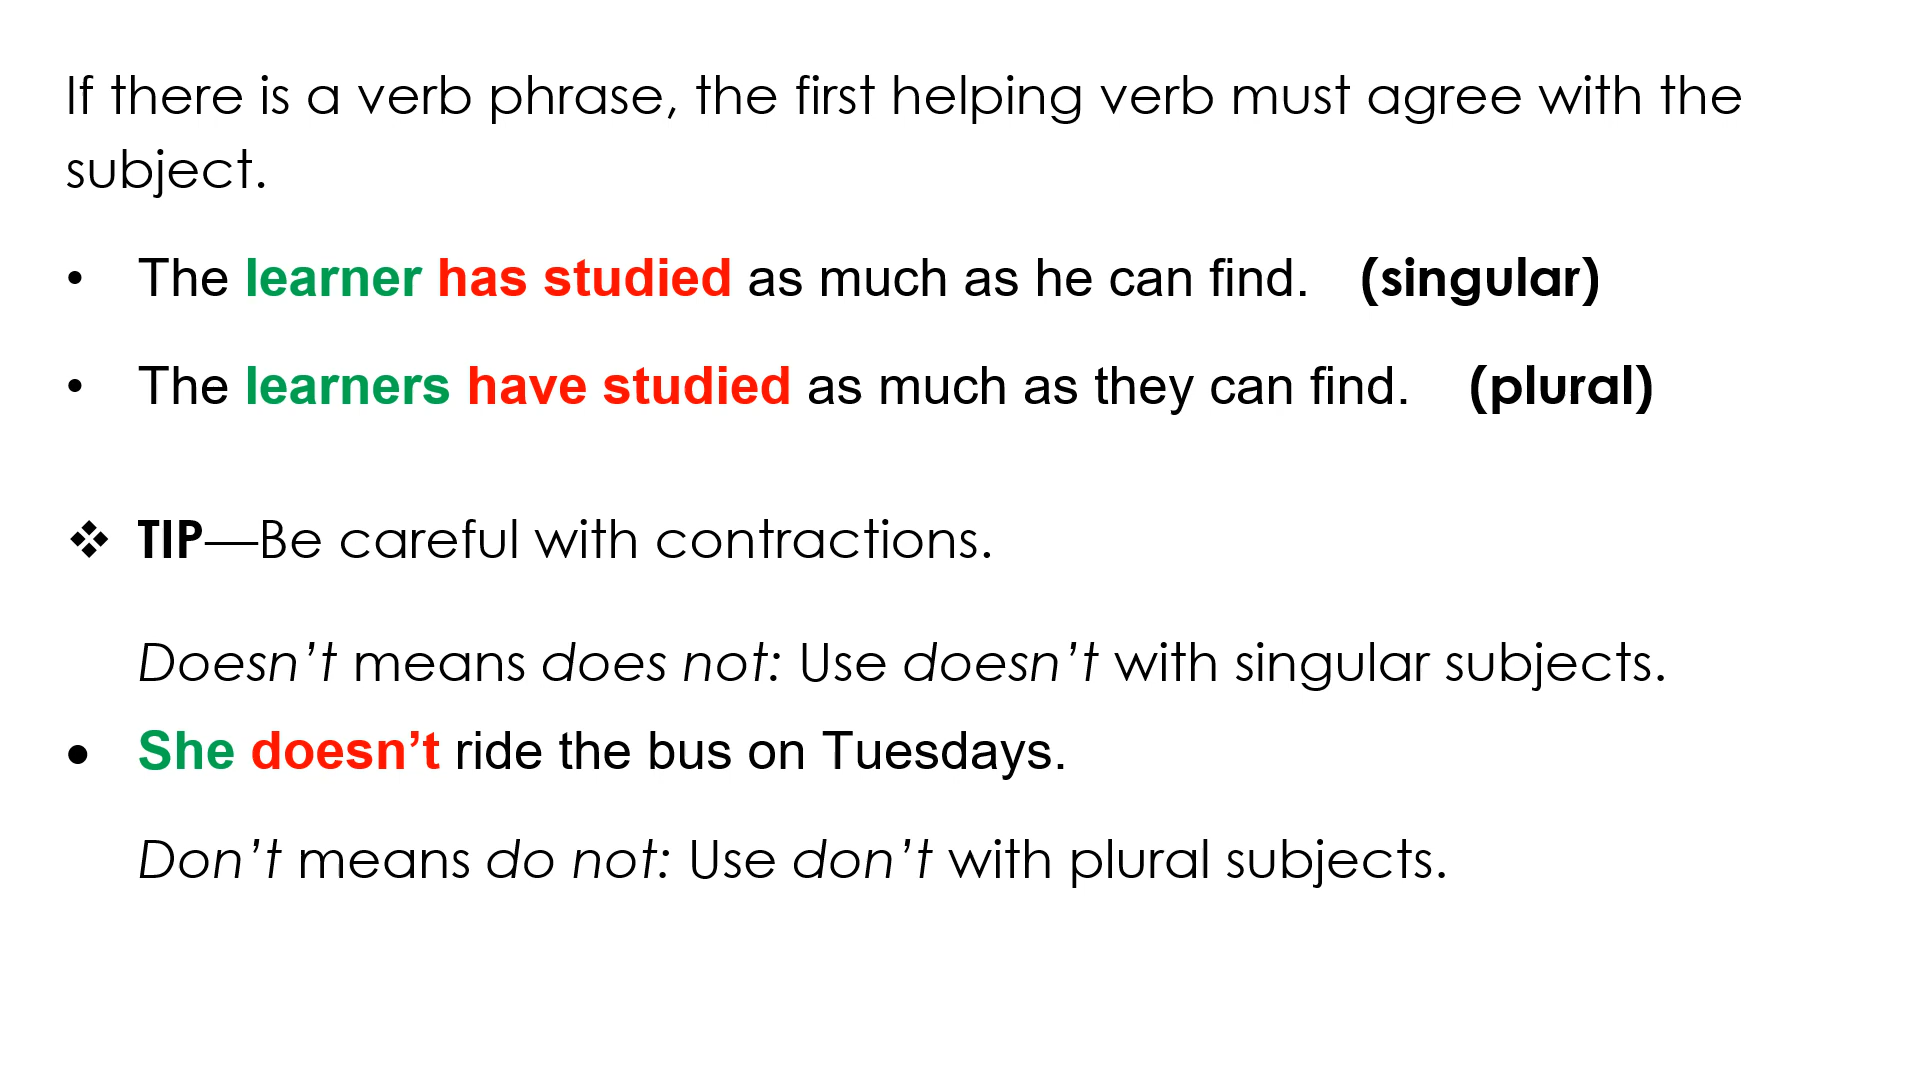 If there is a verb phrase, the first helping verb must agree with the
subject.
• The learner has studied as much as he can find. (singular)
• The learners have studied as much as they can find. (plural)
❖ TIP—Be careful with contractions.
Doesn’t means does not: Use doesn’t with singular subjects.
• She doesn’t ride the bus on Tuesdays.
Don’t means do not: Use don’t with plural subjects.